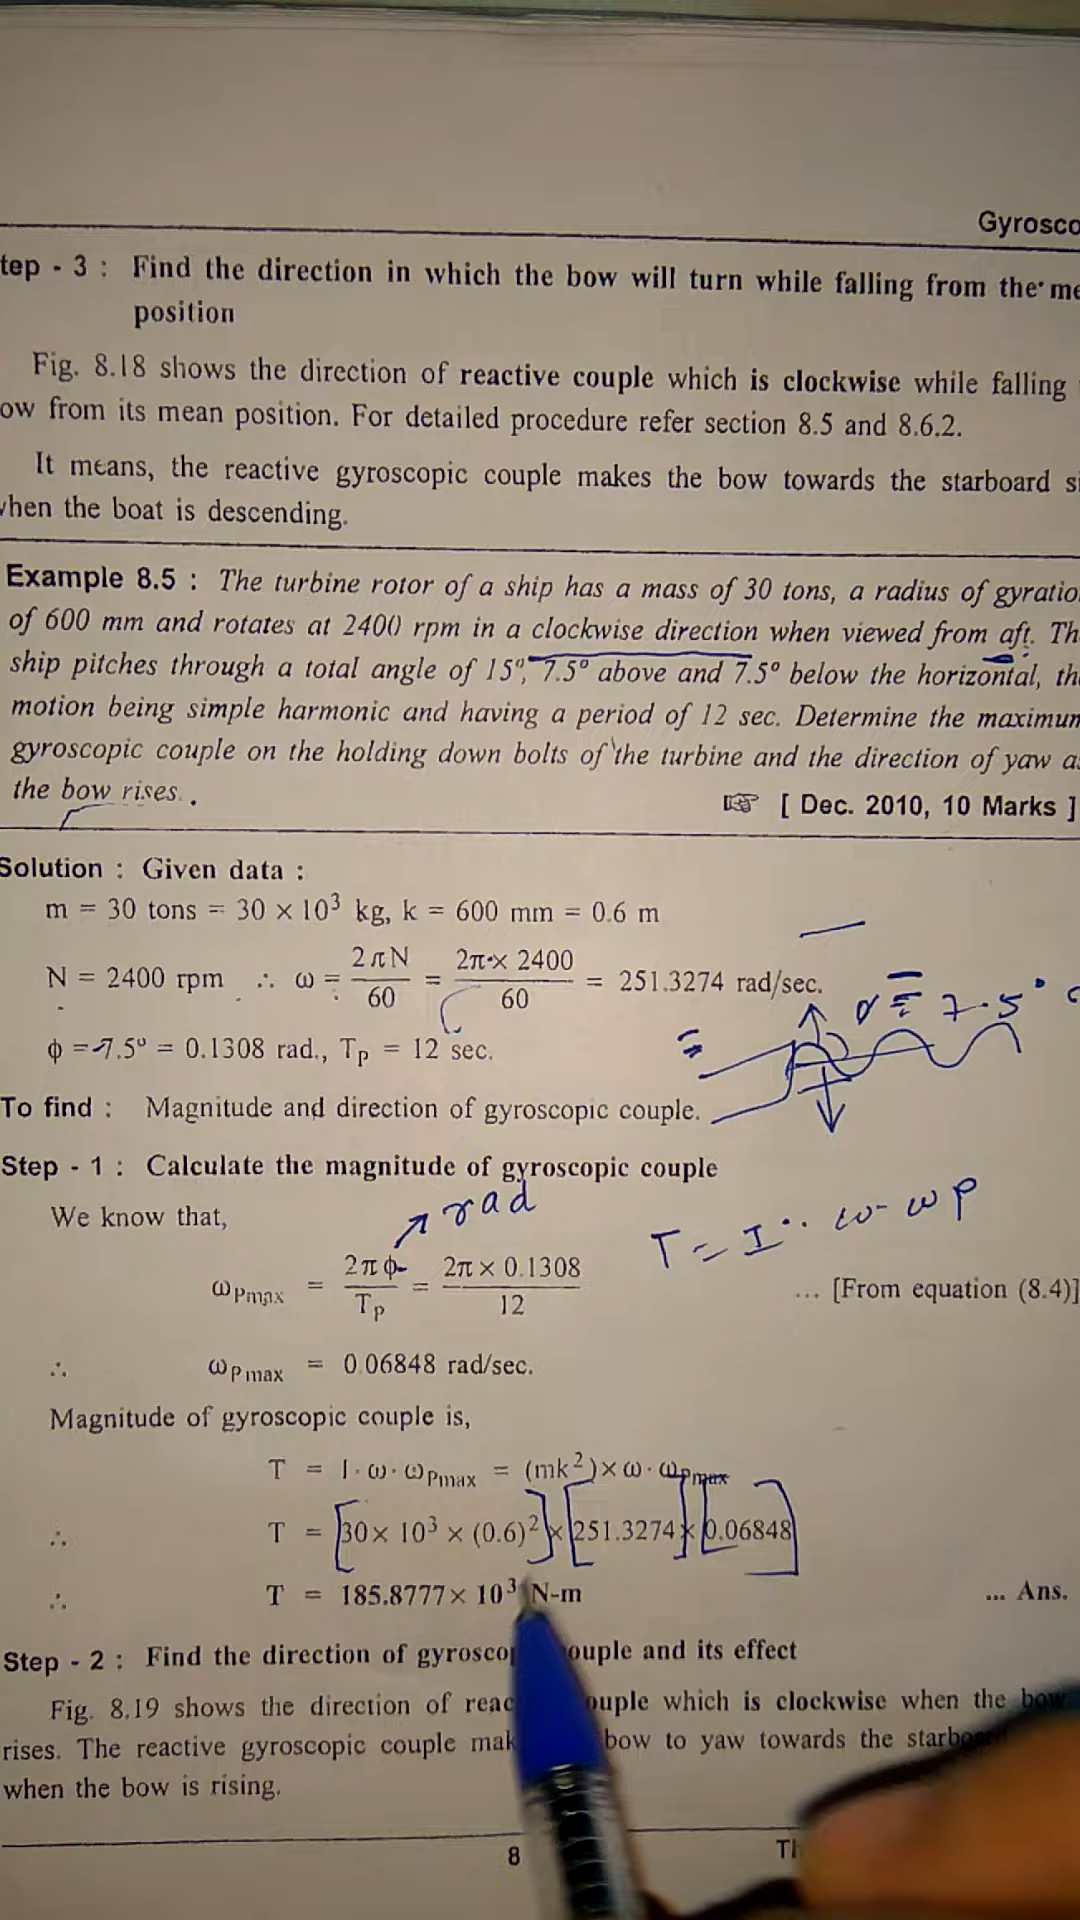 Gyrosco
tep - 3 : Find the direction in which the bow will turn while falling from the me
position
Fig. 8.18 shows the direction of reactive couple which is clockwise while falling
ow from its mean position. For detailed procedure refer section 8.5 and 8.6.2.
It means, the reactive gyroscopic couple makes the bow towards the starboard si
when the boat is descending.
Example 8.5 : The turbine rotor of a ship has a mass of 30 tons, a radius of gyratio
of 600 mm and rotates at 2400 rpm in a clockwise direction when viewed from aft. Th
ship pitches through a total angle of 15°, 7.5° above and 7.5° below the horizontal, th
motion being simple harmonic and having a period of 12 sec. Determine the maximum
gyroscopic couple on the holding down bolts of the turbine and the direction of yaw a
the bow rises.
☞ [ Dec. 2010, 10 Marks ]
Solution : Given data :
m = 30 tons = 30 × 10³ kg, k = 600 mm = 0.6 m
N = 2400 rpm ∴ ω = 2πN/60 = 2π × 2400/60 = 251.3274 rad/sec.
= 7.5°
φ = 7.5° = 0.1308 rad., Tp = 12 sec.
To find : Magnitude and direction of gyroscopic couple.
Step - 1 : Calculate the magnitude of gyroscopic couple
We know that,
rad
T = I · ω - ωp
ωPmax = 2πφ/Tp = 2π × 0.1308/12 ... [From equation (8.4)]
∴ ωPmax = 0.06848 rad/sec.
Magnitude of gyroscopic couple is,
T = I · ω · ωPmax = (mk²) × ω · ωPmax
∴ T = [30 × 10³ × (0.6)²] × [251.3274] × [0.06848]
∴ T = 185.8777 × 10³ N-m ... Ans.
Step - 2 : Find the direction of gyrosco ouple and its effect
Fig. 8.19 shows the direction of reac ouple which is clockwise when the bow
rises. The reactive gyroscopic couple mak bow to yaw towards the starbo
when the bow is rising.
8